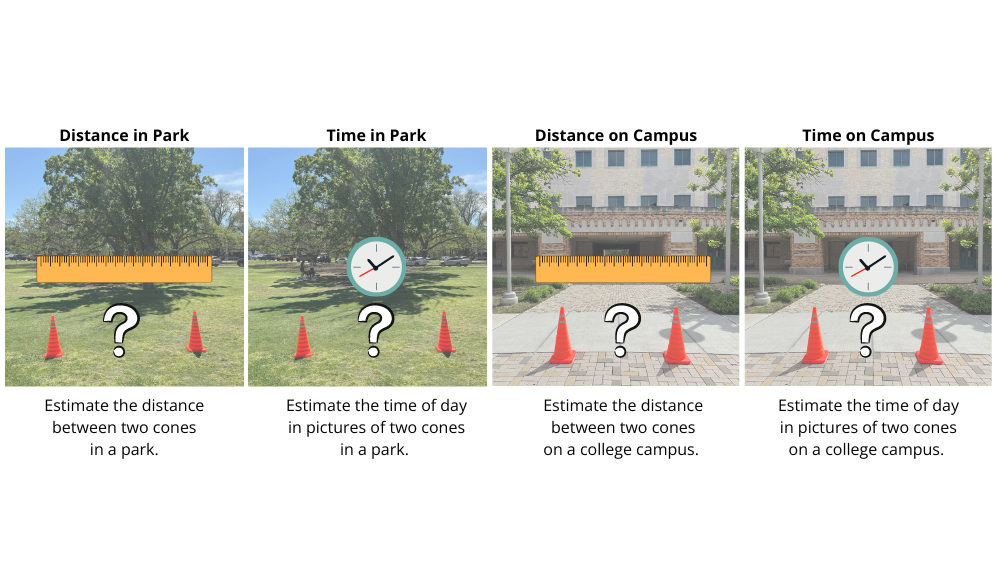 Distance in Park
Time in Park
Distance on Campus
Time on Campus
?
?
?
?
Estimate the distance
between two cones
in a park.
Estimate the time of day
in pictures of two cones
in a park.
Estimate the distance
between two cones
on a college campus.
Estimate the time of day
in pictures of two cones
on a college campus.